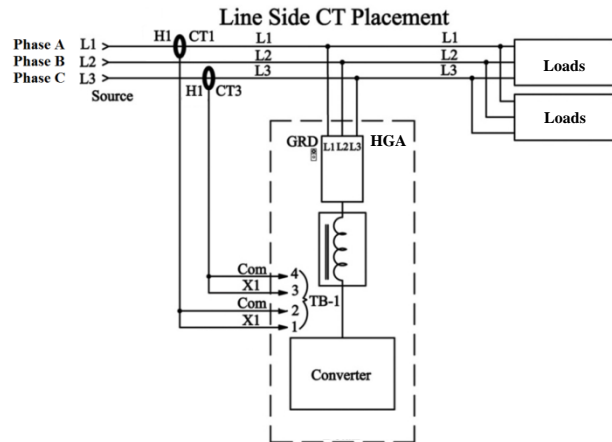 Line Side CT Placement
H1 CT1
Phase A L1 L1 L1
Phase B L2 L2 L2
Phase C L3 L3 L3
Source
H1 CT3
Loads
Loads
GRD L1 L2 L3 HGA
Com 4
X1 3
TB-1
Com 2
X1 1
Converter